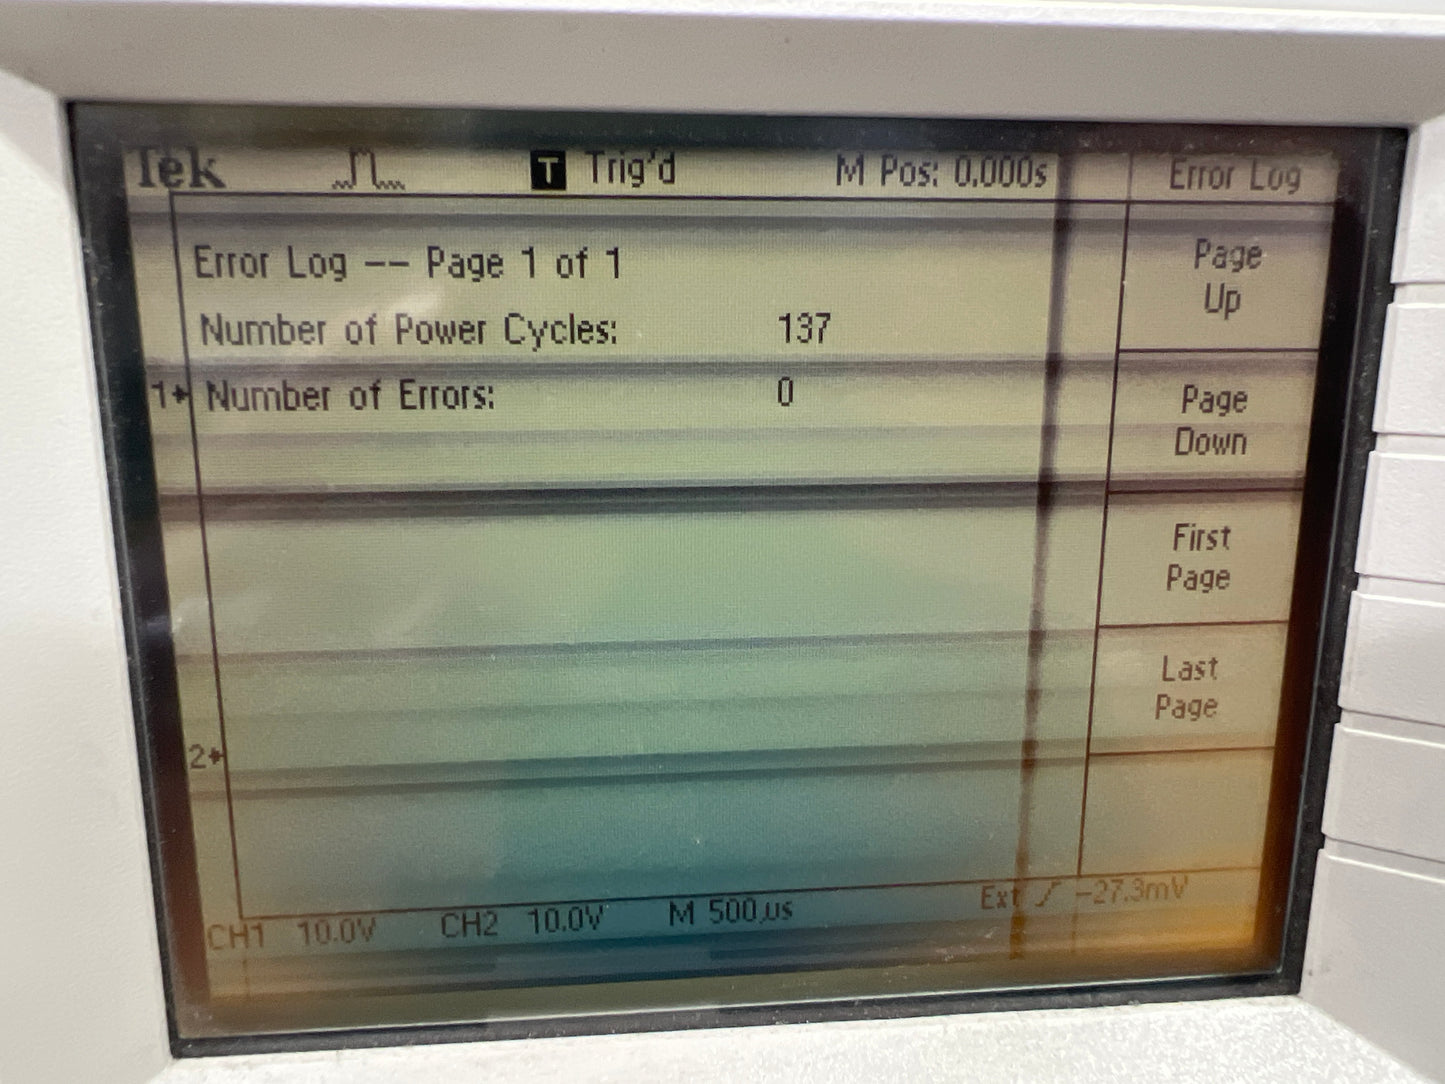 Tek T Trig'd M Pos: 0.000s Error Log
Error Log -- Page 1 of 1
Number of Power Cycles: 137
1 Number of Errors: 0
Page
Up
Page
Down
First
Page
Last
Page
2
CH1 10.0V CH2 10.0V M 500µs Ext -27.3mV